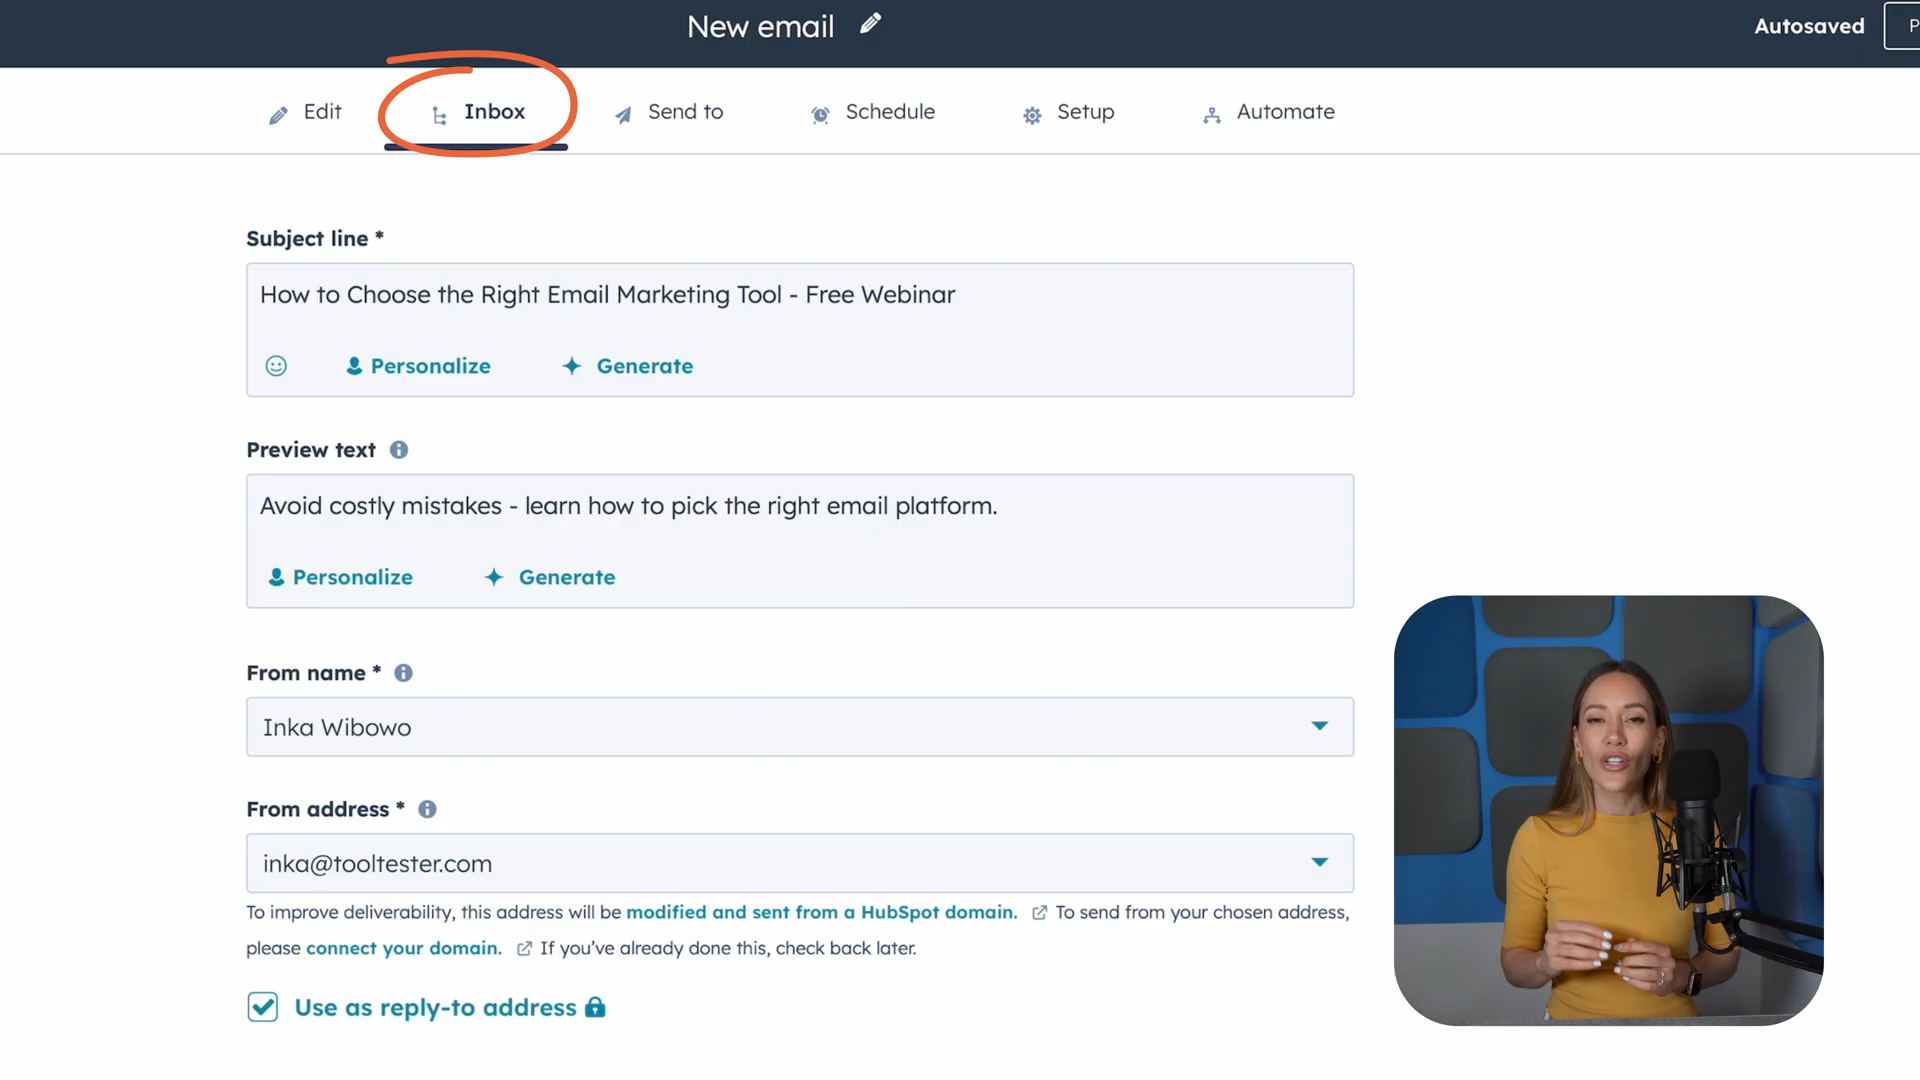 New email
Autosaved
Edit
Inbox
Send to
Schedule
Setup
Automate
Subject line *
How to Choose the Right Email Marketing Tool - Free Webinar
Personalize
Generate
Preview text
Avoid costly mistakes - learn how to pick the right email platform.
Personalize
Generate
From name *
Inka Wibowo
From address *
inka@tooltester.com
To improve deliverability, this address will be modified and sent from a HubSpot domain. To send from your chosen address,
please connect your domain. If you've already done this, check back later.
Use as reply-to address